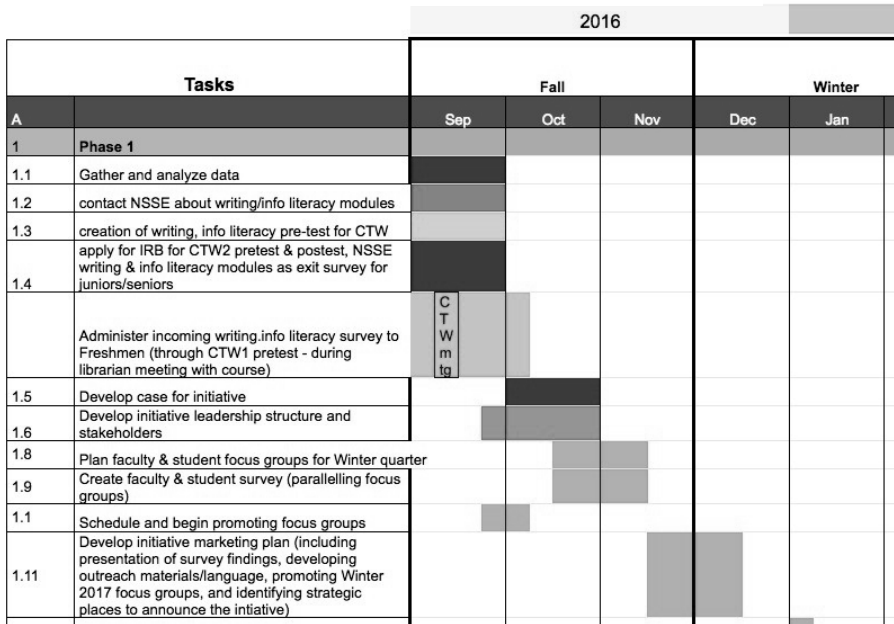 2016
Tasks
Fall
Winter
A
Sep
Oct
Nov
Dec
Jan
1
Phase 1
1.1
Gather and analyze data
1.2
contact NSSE about writing/info literacy modules
1.3
creation of writing, info literacy pre-test for CTW
1.4
apply for IRB for CTW2 pretest & postest, NSSE
writing & info literacy modules as exit survey for
juniors/seniors
Administer incoming writing.info literacy survey to
Freshmen (through CTW1 pretest - during
librarian meeting with course)
C
T
W
m
tg
1.5
Develop case for initiative
1.6
Develop initiative leadership structure and
stakeholders
1.8
Plan faculty & student focus groups for Winter quarter
1.9
Create faculty & student survey (parallelling focus
groups)
1.1
Schedule and begin promoting focus groups
1.11
Develop initiative marketing plan (including
presentation of survey findings, developing
outreach materials/language, promoting Winter
2017 focus groups, and identifying strategic
places to announce the intiative)